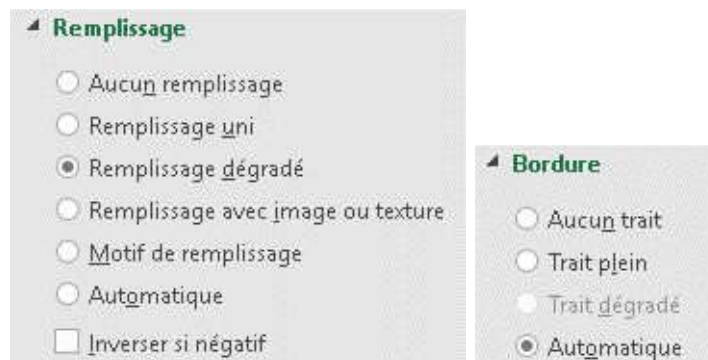 Remplissage
Aucun remplissage
Remplissage uni
Remplissage dégradé
Remplissage avec image ou texture
Motif de remplissage
Automatique
Inverser si négatif
Bordure
Aucun trait
Trait plein
Trait dégradé
Automatique